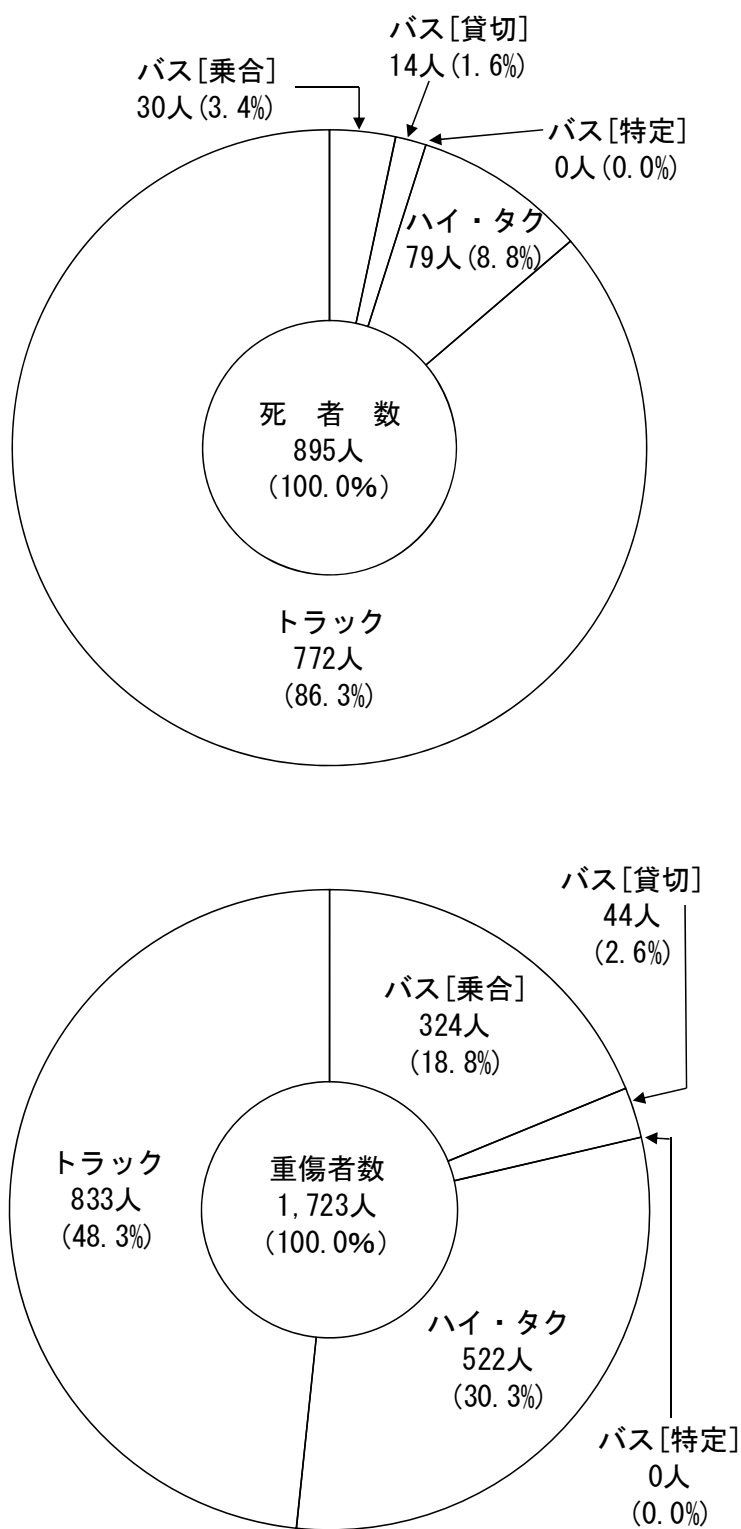 バス[貸切]
14人(1.6%)
バス[乗合]
30人(3.4%)
バス[特定]
0人(0.0%)
ハイ・タク
79人(8.8%)
死 者 数
895人
(100.0%)
トラック
772人
(86.3%)
バス[貸切]
44人
(2.6%)
バス[乗合]
324人
(18.8%)
トラック
833人
(48.3%)
重傷者数
1,723人
(100.0%)
ハイ・タク
522人
(30.3%)
バス[特定]
0人
(0.0%)